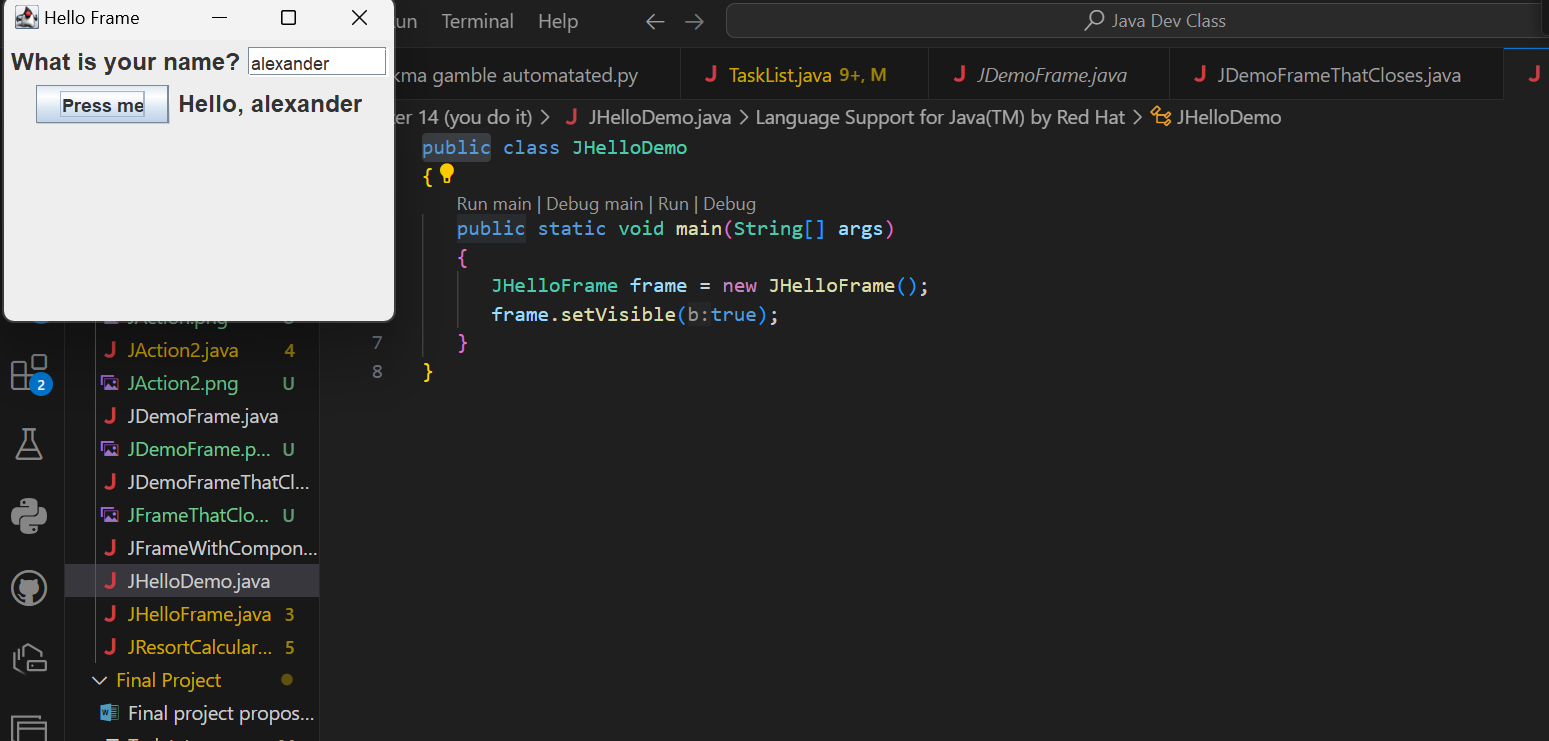 Hello Frame
What is your name? alexander
Press me Hello, alexander
Terminal Help
Java Dev Class
kma gamble automatated.py
TaskList.java 9+, M
JDemoFrame.java
JDemoFrameThatCloses.java
er 14 (you do it) > JHelloDemo.java > Language Support for Java(TM) by Red Hat > JHelloDemo
public class JHelloDemo
{
Run main | Debug main | Run | Debug
public static void main(String[] args)
{
JHelloFrame frame = new JHelloFrame();
frame.setVisible(b:true);
7 }
8 }
2
JAction2.java 4
JAction2.png U
JDemoFrame.java
JDemoFrame.p... U
JDemoFrameThatCl...
JFrameThatClo... U
JFrameWithCompon...
JHelloDemo.java
JHelloFrame.java 3
JResortCalcular... 5
Final Project
Final project propos...